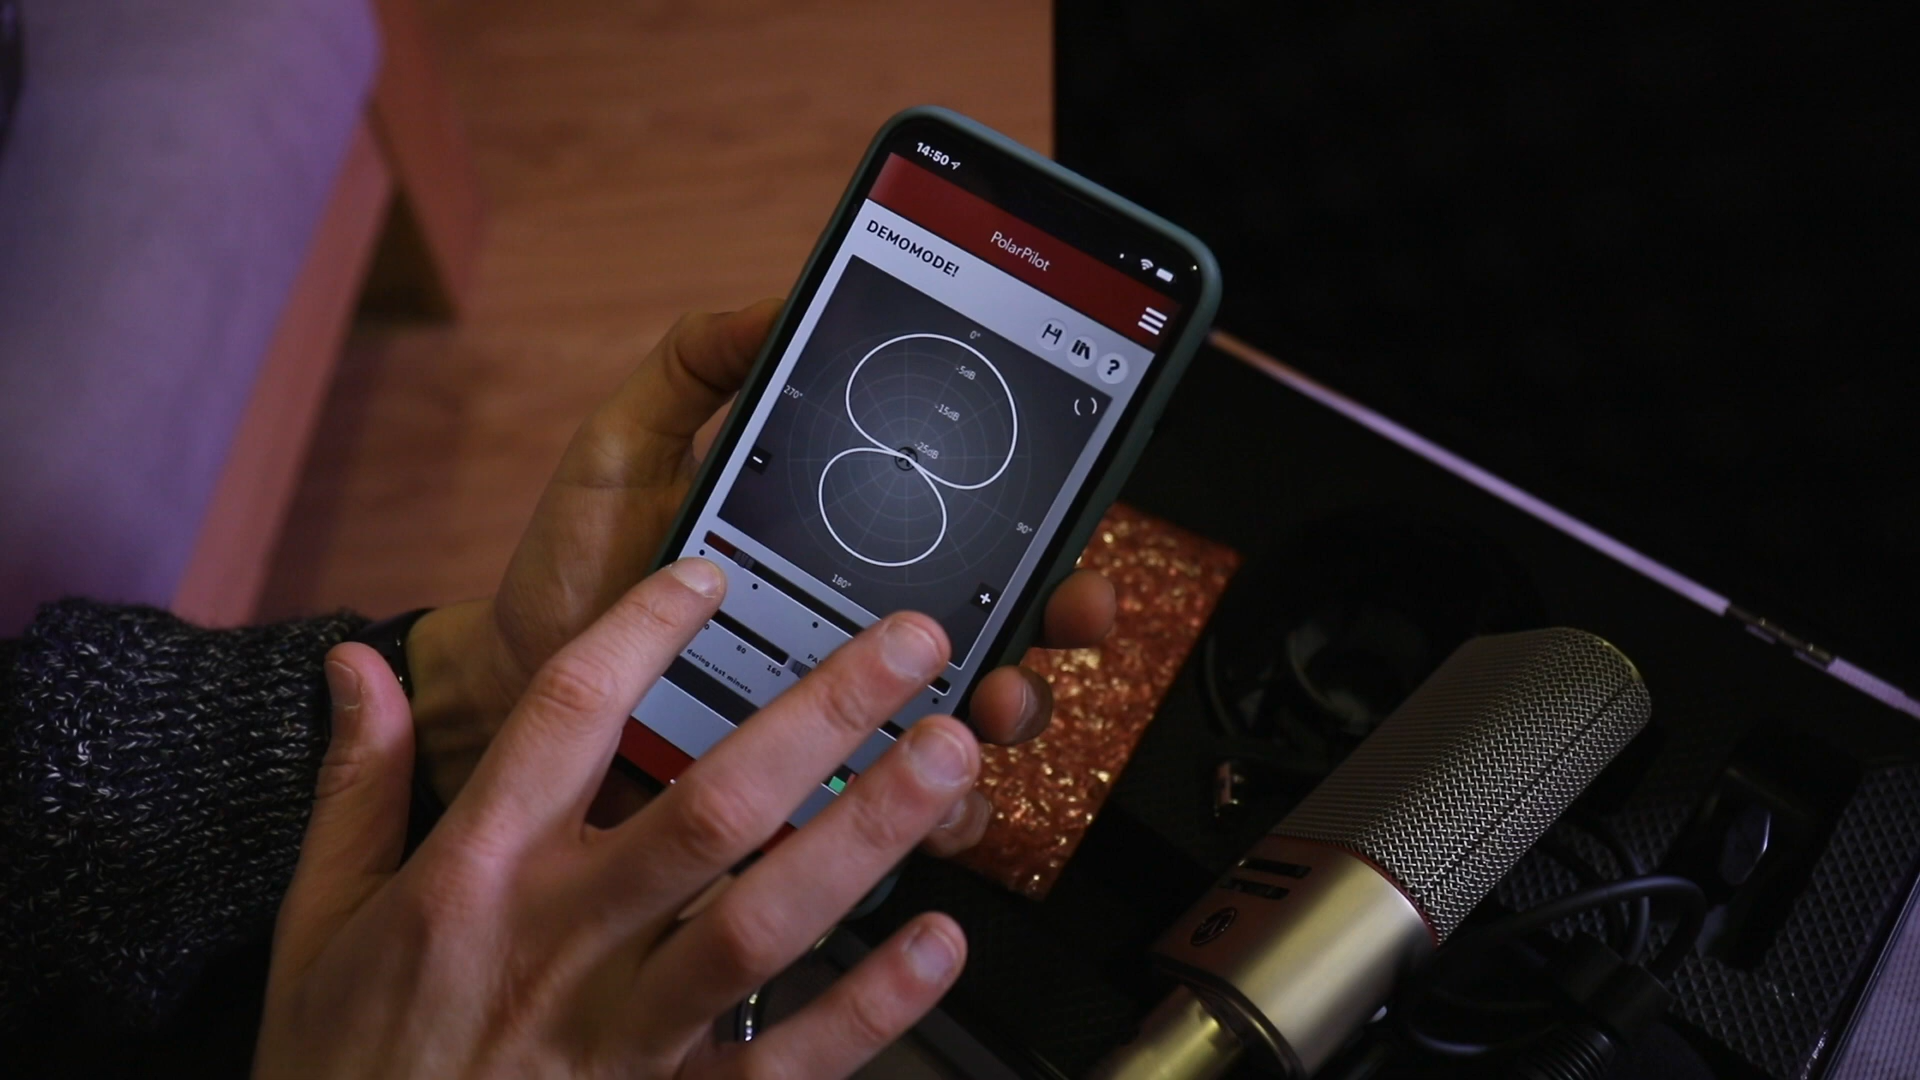 14:50
PolarPilot
DEMOMODE!
?
0°
-5dB
-15dB
-25dB
270°
90°
180°
-
+
80
160
during last minute